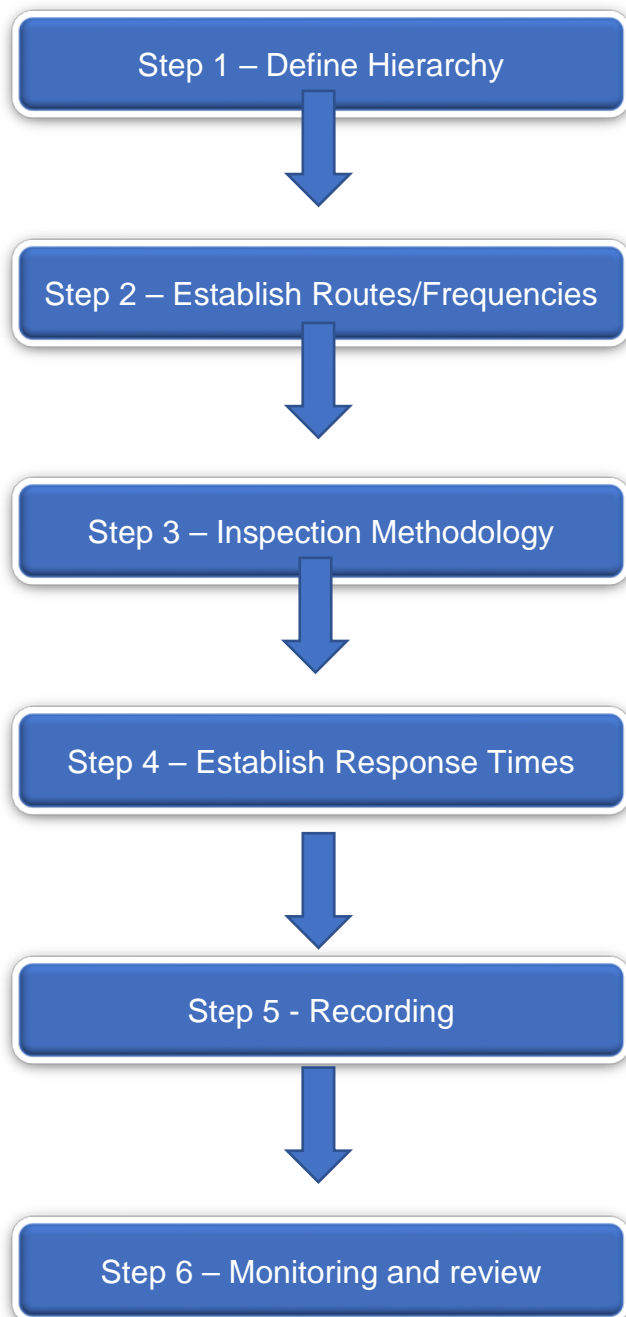 Step 1 – Define Hierarchy
Step 2 – Establish Routes/Frequencies
Step 3 – Inspection Methodology
Step 4 – Establish Response Times
Step 5 - Recording
Step 6 – Monitoring and review